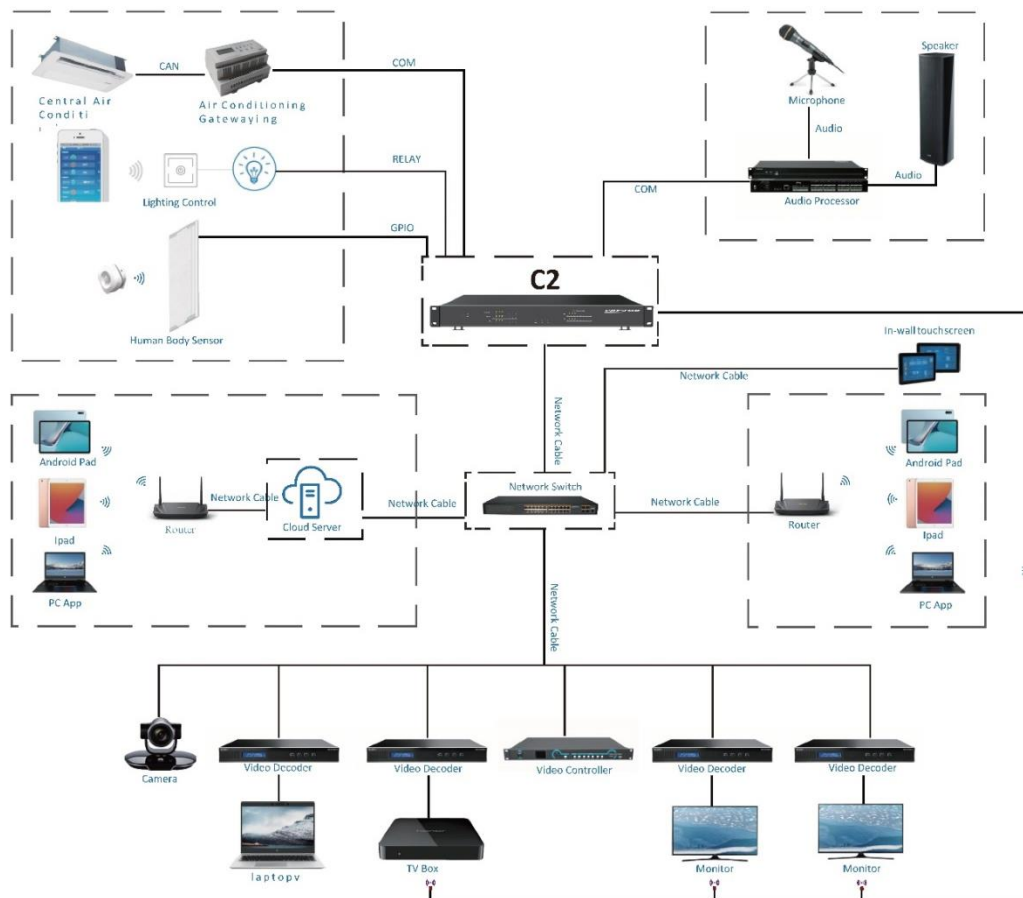 CAN
COM
Central Air
Conditi
Air Conditioning
Gatewaying
RELAY
Lighting Control
GPIO
Human Body Sensor
Speaker
Microphone
Audio
Audio
COM
Audio Processor
C2
In-wall touchscreen
Network Cable
Network Cable
Android Pad
Ipad
PC App
Router
Network Cable
Cloud Server
Network Cable
Network Switch
Network Cable
Router
Android Pad
Ipad
PC App
Network Cable
Camera
Video Decoder
Video Decoder
Video Controller
Video Decoder
Video Decoder
laptopv
TV Box
Monitor
Monitor